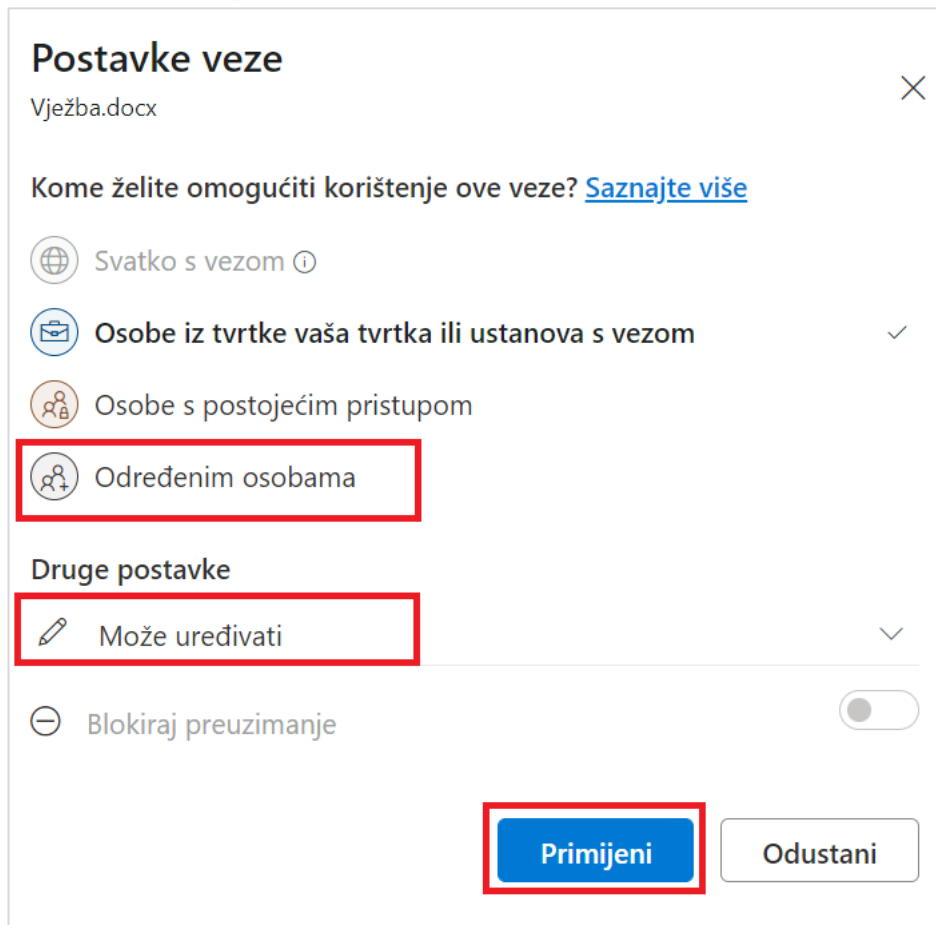 Postavke veze
Vježba.docx
Kome želite omogućiti korištenje ove veze? Saznajte više
Svatko s vezom
Osobe iz tvrtke vaša tvrtka ili ustanova s vezom
Osobe s postojećim pristupom
Određenim osobama
Druge postavke
Može uređivati
Blokiraj preuzimanje
Primijeni Odustani